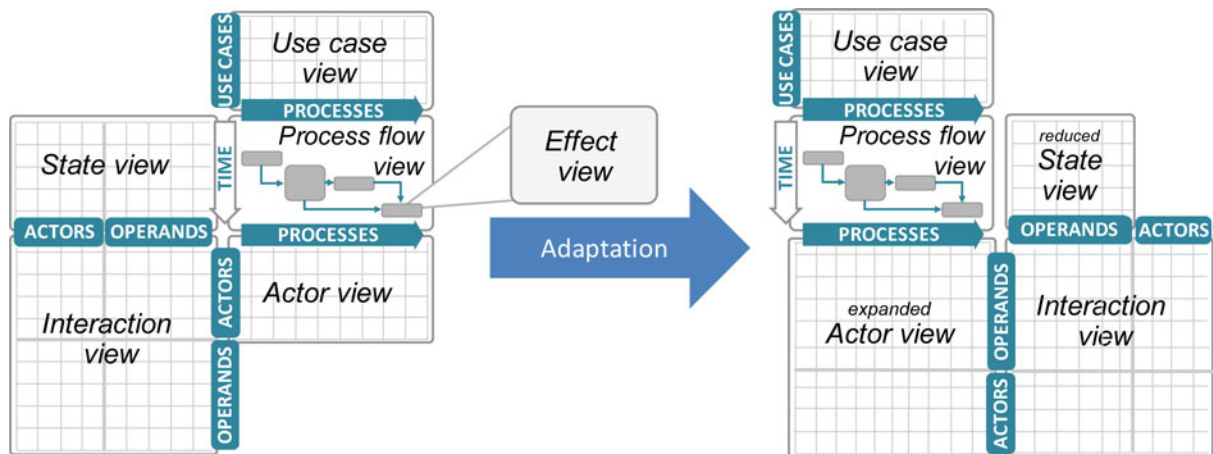 USE CASES
Use case
view
PROCESSES
State view
TIME
Process flow
view
Effect
view
ACTORS OPERANDS
PROCESSES
Interaction
view
ACTORS
Actor view
OPERANDS
Adaptation
USE CASES
Use case
view
PROCESSES
TIME
Process flow
view
reduced
State
view
PROCESSES
OPERANDS ACTORS
expanded
Actor view
OPERANDS
Interaction
view
ACTORS